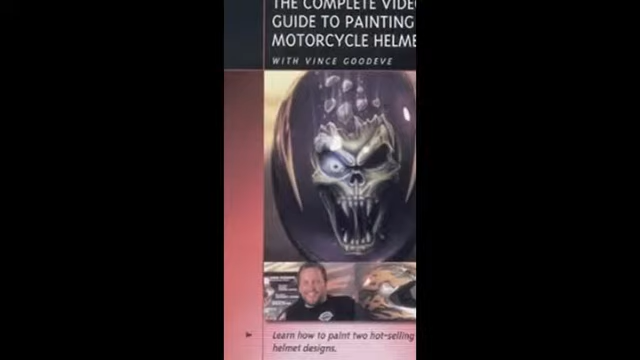 THE COMPLETE VIDE
GUIDE TO PAINTING
MOTORCYCLE HELME
WITH VINCE GOODEVE
Learn how to paint two hot-selling
helmet designs.